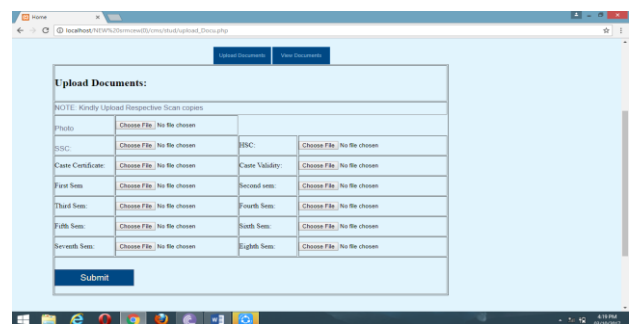 Home
localhost/NEW%20srmcew(0)/cms/stud/upload_Docu.php
Upload Documents View Documents
Upload Documents:
NOTE: Kindly Upload Respective Scan copies
Photo Choose File No file chosen
SSC: Choose File No file chosen HSC: Choose File No file chosen
Caste Certificate: Choose File No file chosen Caste Validity: Choose File No file chosen
First Sem Choose File No file chosen Second sem: Choose File No file chosen
Third Sem: Choose File No file chosen Fourth Sem: Choose File No file chosen
Fifth Sem: Choose File No file chosen Sixth Sem: Choose File No file chosen
Seventh Sem: Choose File No file chosen Eighth Sem: Choose File No file chosen
Submit
4:19 PM